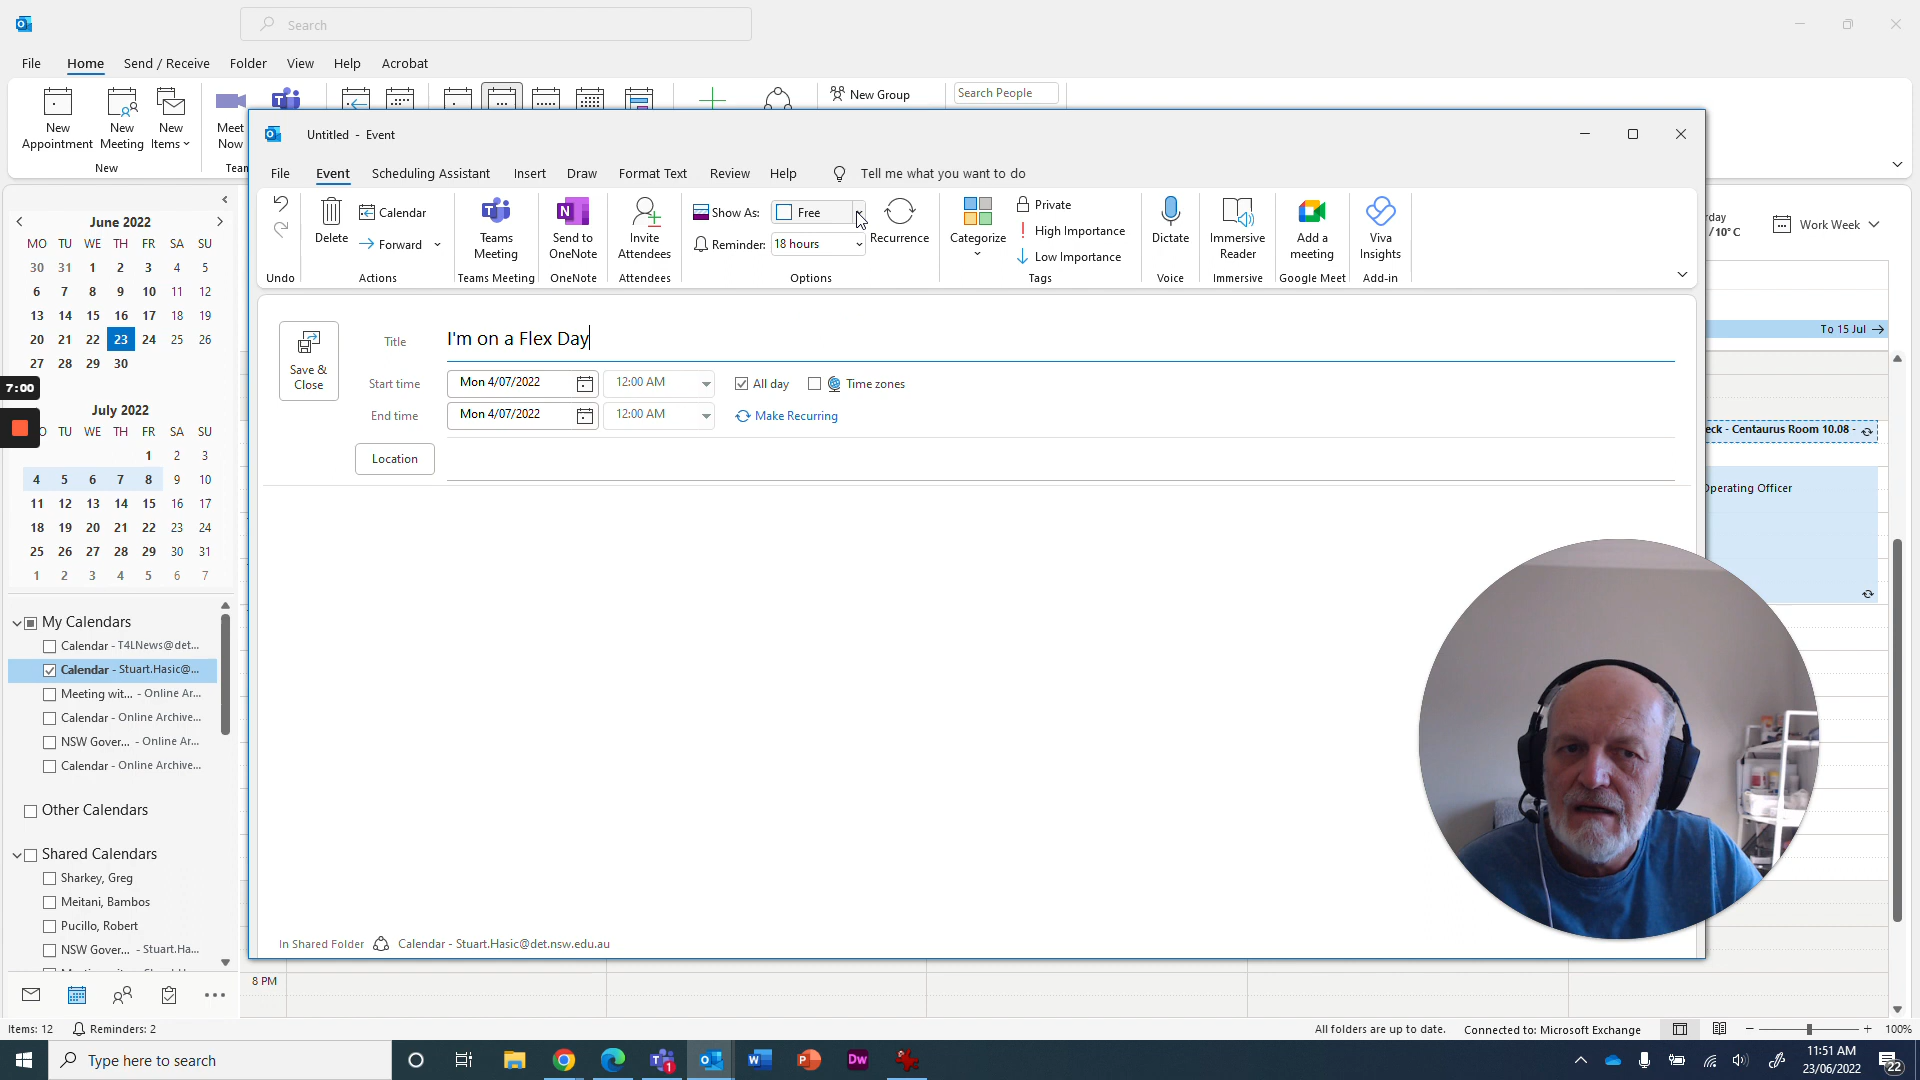 Search
File Home Send / Receive Folder View Help Acrobat
New Appointment
New Meeting
New Items
New
Meet Now
New Group
Search People
Untitled - Event
File Event Scheduling Assistant Insert Draw Format Text Review Help Tell me what you want to do
Undo
Delete
Calendar
Forward
Actions
Teams Meeting
Teams Meeting
Send to OneNote
OneNote
Invite Attendees
Attendees
Show As: Free
Reminder: 18 hours
Recurrence
Options
Categorize
Private
High Importance
Low Importance
Tags
Dictate
Voice
Immersive Reader
Immersive
Add a meeting
Google Meet
Viva Insights
Add-in
Work Week
/10°C
To 15 Jul
June 2022
MO TU WE TH FR SA SU
30 31 1 2 3 4 5
6 7 8 9 10 11 12
13 14 15 16 17 18 19
20 21 22 23 24 25 26
27 28 29 30
7:00
July 2022
TU WE TH FR SA SU
1 2 3
4 5 6 7 8 9 10
11 12 13 14 15 16 17
18 19 20 21 22 23 24
25 26 27 28 29 30 31
1 2 3 4 5 6 7
Save & Close
Title I'm on a Flex Day
Start time Mon 4/07/2022 12:00 AM All day Time zones
End time Mon 4/07/2022 12:00 AM Make Recurring
Location
- Centaurus Room 10.08 -
Operating Officer
My Calendars
Calendar - T4LNews@det...
Calendar - Stuart.Hasic@...
Meeting wit... - Online Ar...
Calendar - Online Archive...
NSW Gover... - Online Ar...
Calendar - Online Archive...
Other Calendars
Shared Calendars
Sharkey, Greg
Meitani, Bambos
Pucillo, Robert
NSW Gover... - Stuart.Ha...
In Shared Folder Calendar - Stuart.Hasic@det.nsw.edu.au
8 PM
Items: 12 Reminders: 2
All folders are up to date. Connected to: Microsoft Exchange 100%
Type here to search
1
W
P
Dw
11:51 AM
23/06/2022
22